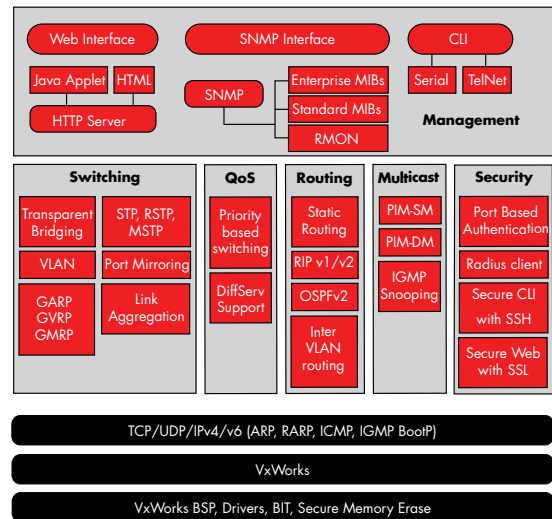 Web Interface
SNMP Interface
CLI
Java Applet
HTML
HTTP Server
SNMP
Enterprise MIBs
Standard MIBs
RMON
Serial
TelNet
Management
Switching
Transparent
Bridging
STP, RSTP,
MSTP
VLAN
Port Mirroring
GARP
GVRP
GMRP
Link
Aggregation
QoS
Priority
based
switching
DiffServ
Support
Routing
Static
Routing
RIP v1/v2
OSPFv2
Inter
VLAN
routing
Multicast
PIM-SM
PIM-DM
IGMP
Snooping
Security
Port Based
Authentication
Radius client
Secure CLI
with SSH
Secure Web
with SSL
TCP/UDP/IPv4/v6 (ARP, RARP, ICMP, IGMP BootP)
VxWorks
VxWorks BSP, Drivers, BIT, Secure Memory Erase